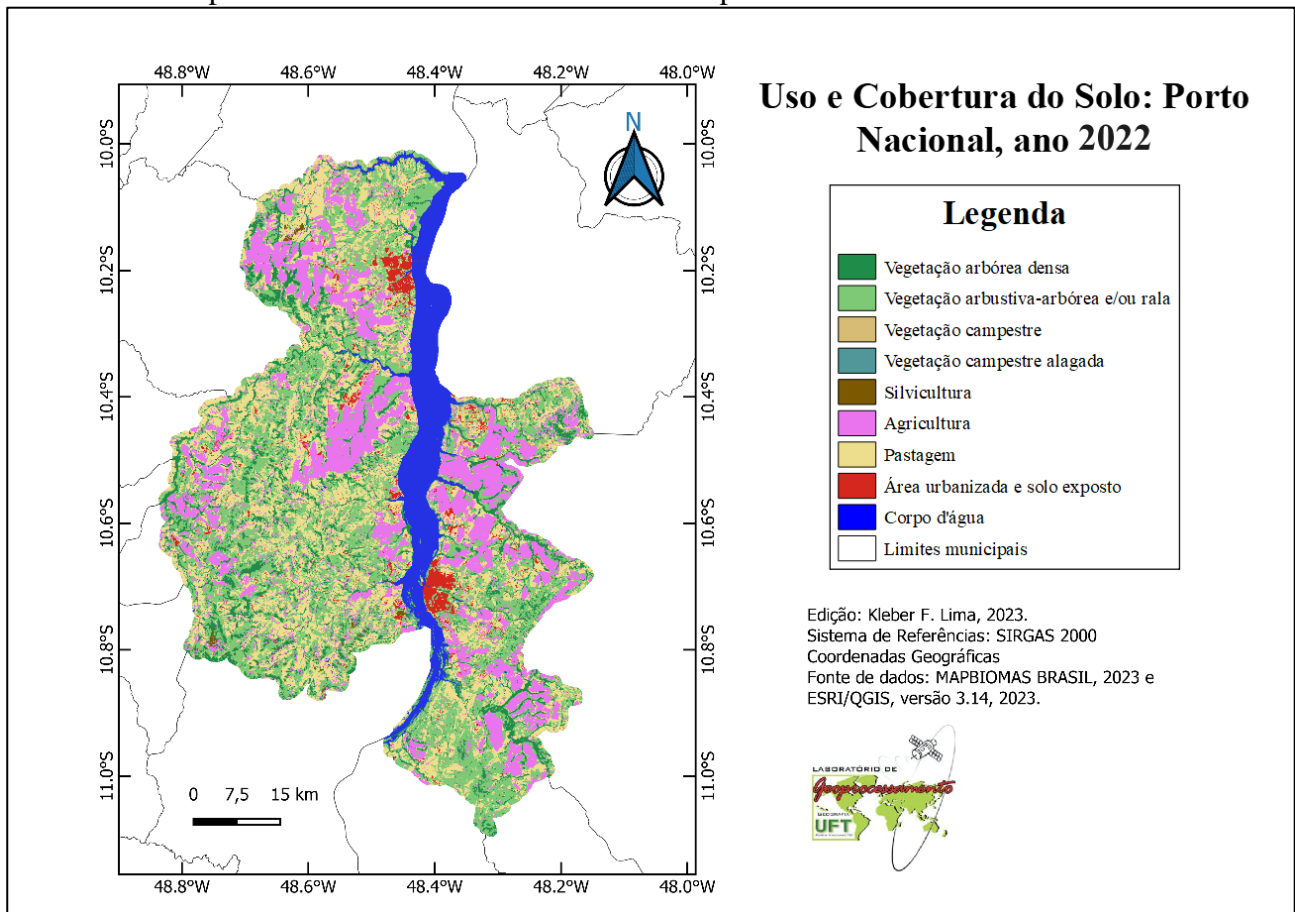 48.8°W 48.6°W 48.4°W 48.2°W 48.0°W
10.0°S 10.0°S
10.2°S 10.2°S
10.4°S 10.4°S
10.6°S 10.6°S
10.8°S 10.8°S
11.0°S 11.0°S
N
0 7,5 15 km
48.8°W 48.6°W 48.4°W 48.2°W 48.0°W
Uso e Cobertura do Solo: Porto
Nacional, ano 2022
Legenda
Vegetação arbórea densa
Vegetação arbustiva-arbórea e/ou rala
Vegetação campestre
Vegetação campestre alagada
Silvicultura
Agricultura
Pastagem
Área urbanizada e solo exposto
Corpo d'água
Limites municipais
Edição: Kleber F. Lima, 2023.
Sistema de Referências: SIRGAS 2000
Coordenadas Geográficas
Fonte de dados: MAPBIOMAS BRASIL, 2023 e
ESRI/QGIS, versão 3.14, 2023.
LABORATÓRIO DE
Geoprocessamento
GEOGRAFIA
UFT